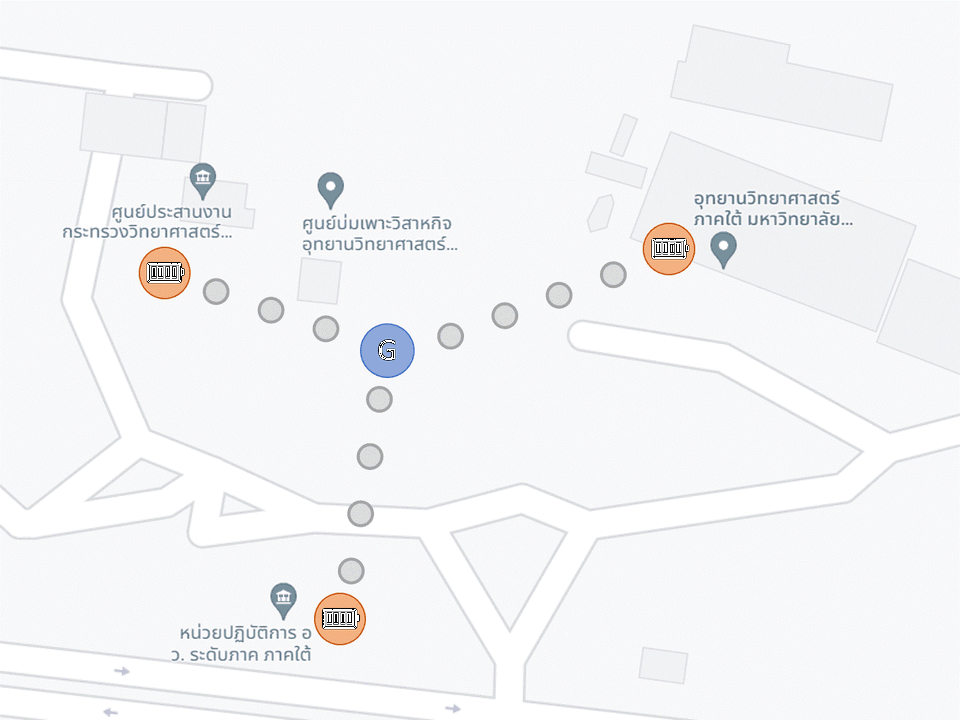 ศูนย์ประสานงาน
กระทรวงวิทยาศาสตร์...
ศูนย์บ่มเพาะวิสาหกิจ
อุทยานวิทยาศาสตร์...
อุทยานวิทยาศาสตร์
ภาคใต้ มหาวิทยาลัย...
G
หน่วยปฏิบัติการ อ
ว. ระดับภาค ภาคใต้